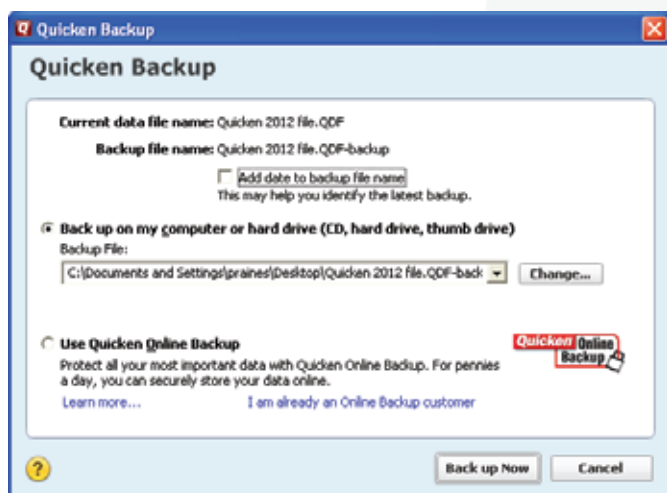 Quicken Backup
Quicken Backup
Current data file name: Quicken 2012 file.QDF
Backup file name: Quicken 2012 file.QDF-backup
Add date to backup file name
This may help you identify the latest backup.
Back up on my computer or hard drive (CD, hard drive, thumb drive)
Backup File:
C:\Documents and Settings\praines\Desktop\Quicken 2012 file.QDF-back
Change...
Use Quicken Online Backup
Quicken Online
Backup
Protect all your most important data with Quicken Online Backup. For pennies
a day, you can securely store your data online.
Learn more... I am already an Online Backup customer
? Back up Now Cancel